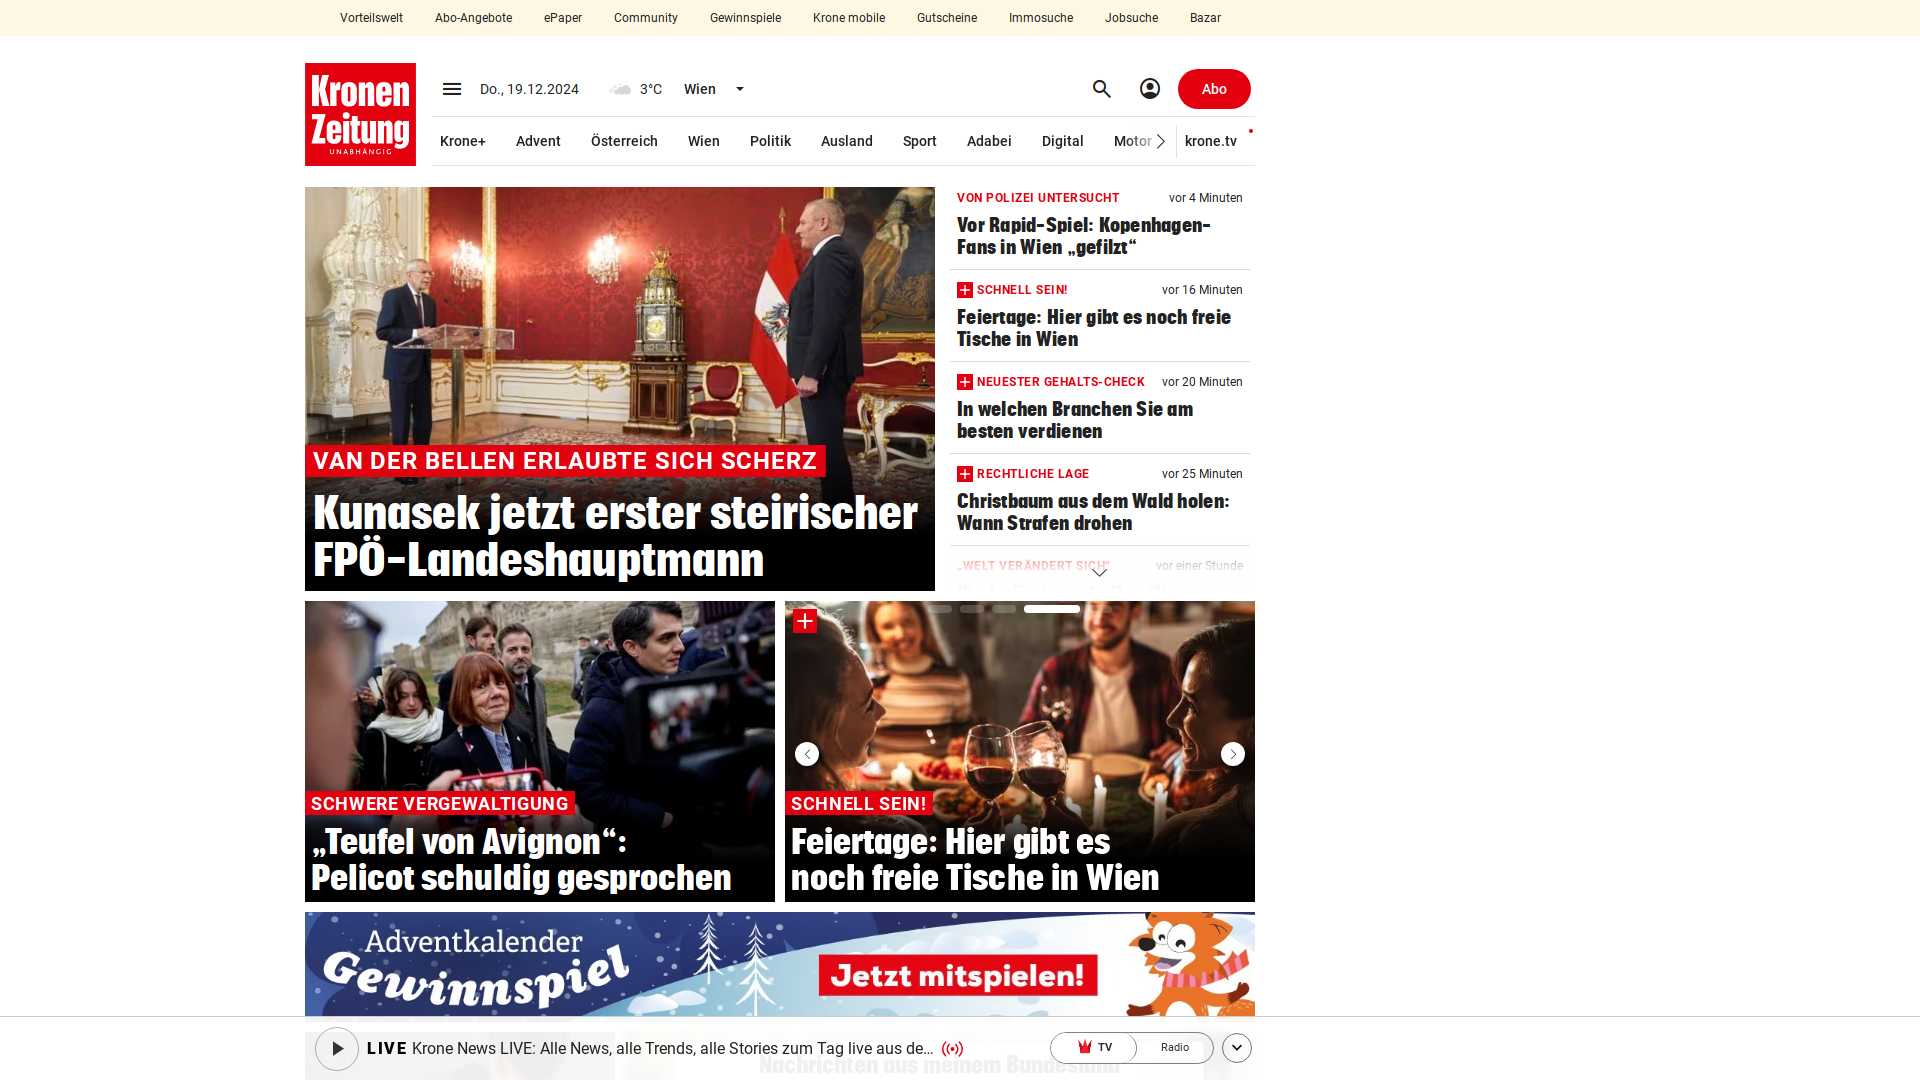 Vorteilswelt Abo-Angebote ePaper Community Gewinnspiele Krone mobile Gutscheine Immosuche Jobsuche Bazar
Kronen
Zeitung
UNABHÄNGIG
Do., 19.12.2024 3°C Wien Abo
Krone+ Advent Österreich Wien Politik Ausland Sport Adabei Digital Motor krone.tv
VAN DER BELLEN ERLAUBTE SICH SCHERZ
Kunasek jetzt erster steirischer
FPÖ-Landeshauptmann
VON POLIZEI UNTERSUCHT vor 4 Minuten
Vor Rapid-Spiel: Kopenhagen-
Fans in Wien „gefilzt“
SCHNELL SEIN! vor 16 Minuten
Feiertage: Hier gibt es noch freie
Tische in Wien
NEUESTER GEHALTS-CHECK vor 20 Minuten
In welchen Branchen Sie am
besten verdienen
RECHTLICHE LAGE vor 25 Minuten
Christbaum aus dem Wald holen:
Wann Strafen drohen
„WELT VERÄNDERT SICH“ vor einer Stunde
SCHWERE VERGEWALTIGUNG
„Teufel von Avignon“:
Pelicot schuldig gesprochen
SCHNELL SEIN!
Feiertage: Hier gibt es
noch freie Tische in Wien
Adventkalender
Gewinnspiel
Jetzt mitspielen!
LIVE Krone News LIVE: Alle News, alle Trends, alle Stories zum Tag live aus de… TV Radio
Nachrichten aus meinem Bundesland